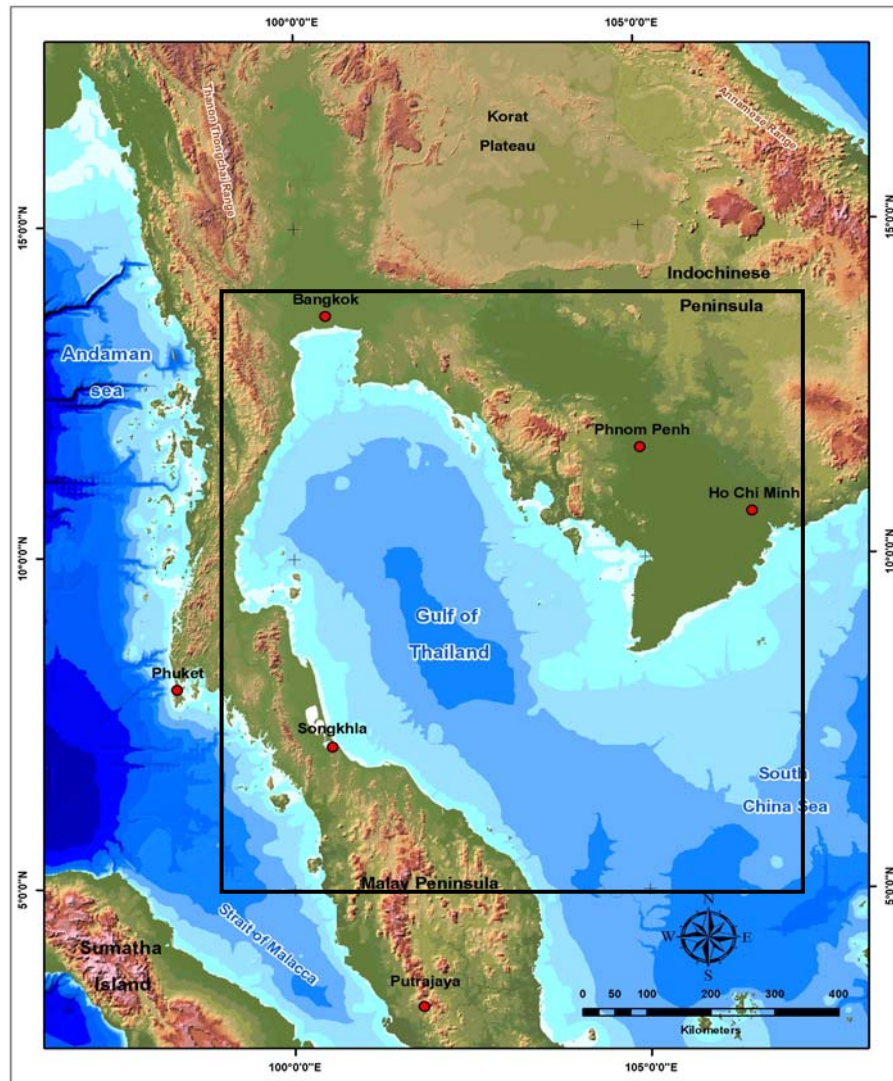 100°0'0"E
105°0'0"E
Thanon Thongchai Range
Korat
Plateau
Annamese Range
15°0'0"N
15°0'0"N
Indochinese
Peninsula
Bangkok
Andaman
sea
Phnom Penh
Ho Chi Minh
10°0'0"N
10°0'0"N
Gulf of
Thailand
Phuket
Songkhla
South
China Sea
Malay Peninsula
5°0'0"N
5°0'0"N
N
W
E
S
Strait of Malacca
Sumatha
Island
Putrajaya
0 50 100 200 300 400
Kilometers
100°0'0"E
105°0'0"E